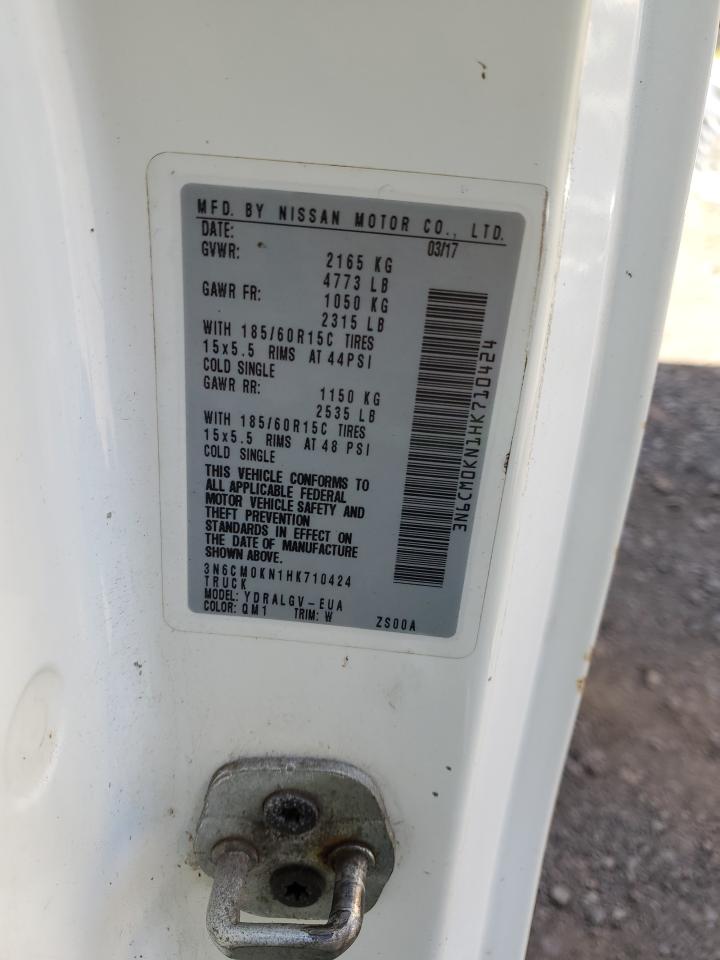 MFD. BY NISSAN MOTOR CO., LTD.
DATE: 03/17
GVWR: 2165 KG
4773 LB
GAWR FR: 1050 KG
2315 LB
WITH 185/60R15C TIRES
15x5.5 RIMS AT 44PSI
COLD SINGLE
GAWR RR: 1150 KG
2535 LB
WITH 185/60R15C TIRES
15x5.5 RIMS AT 48 PSI
COLD SINGLE
THIS VEHICLE CONFORMS TO
ALL APPLICABLE FEDERAL
MOTOR VEHICLE SAFETY AND
THEFT PREVENTION
STANDARDS IN EFFECT ON
THE DATE OF MANUFACTURE
SHOWN ABOVE.
3N6CM0KN1HK710424
TRUCK
MODEL: YDRALGV-EUA
COLOR: QM1 TRIM: W ZS00A
3N6CM0KN1HK710424